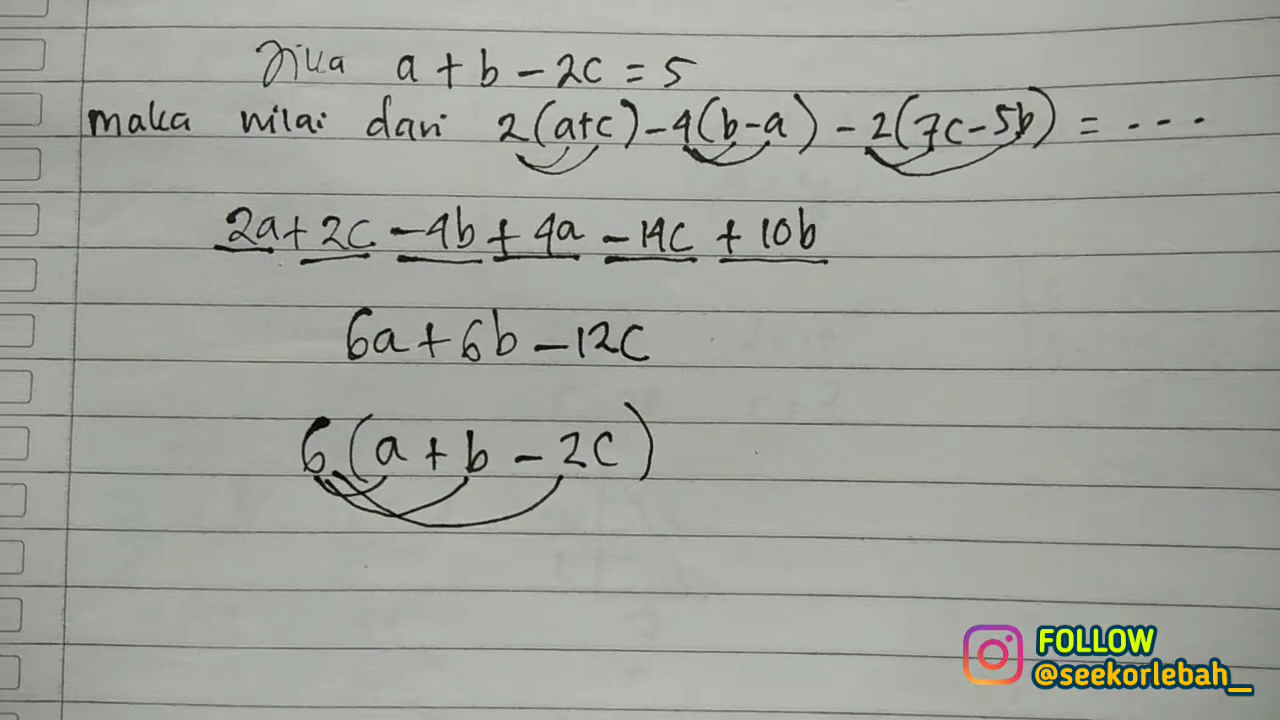 Jika a + b - 2c = 5
maka nilai dari 2(a+c) - 4(b-a) - 2(7c-5b) = ...
2a + 2c - 4b + 4a - 14c + 10b
6a + 6b - 12c
6(a + b - 2c)
FOLLOW
@seekorlebah_